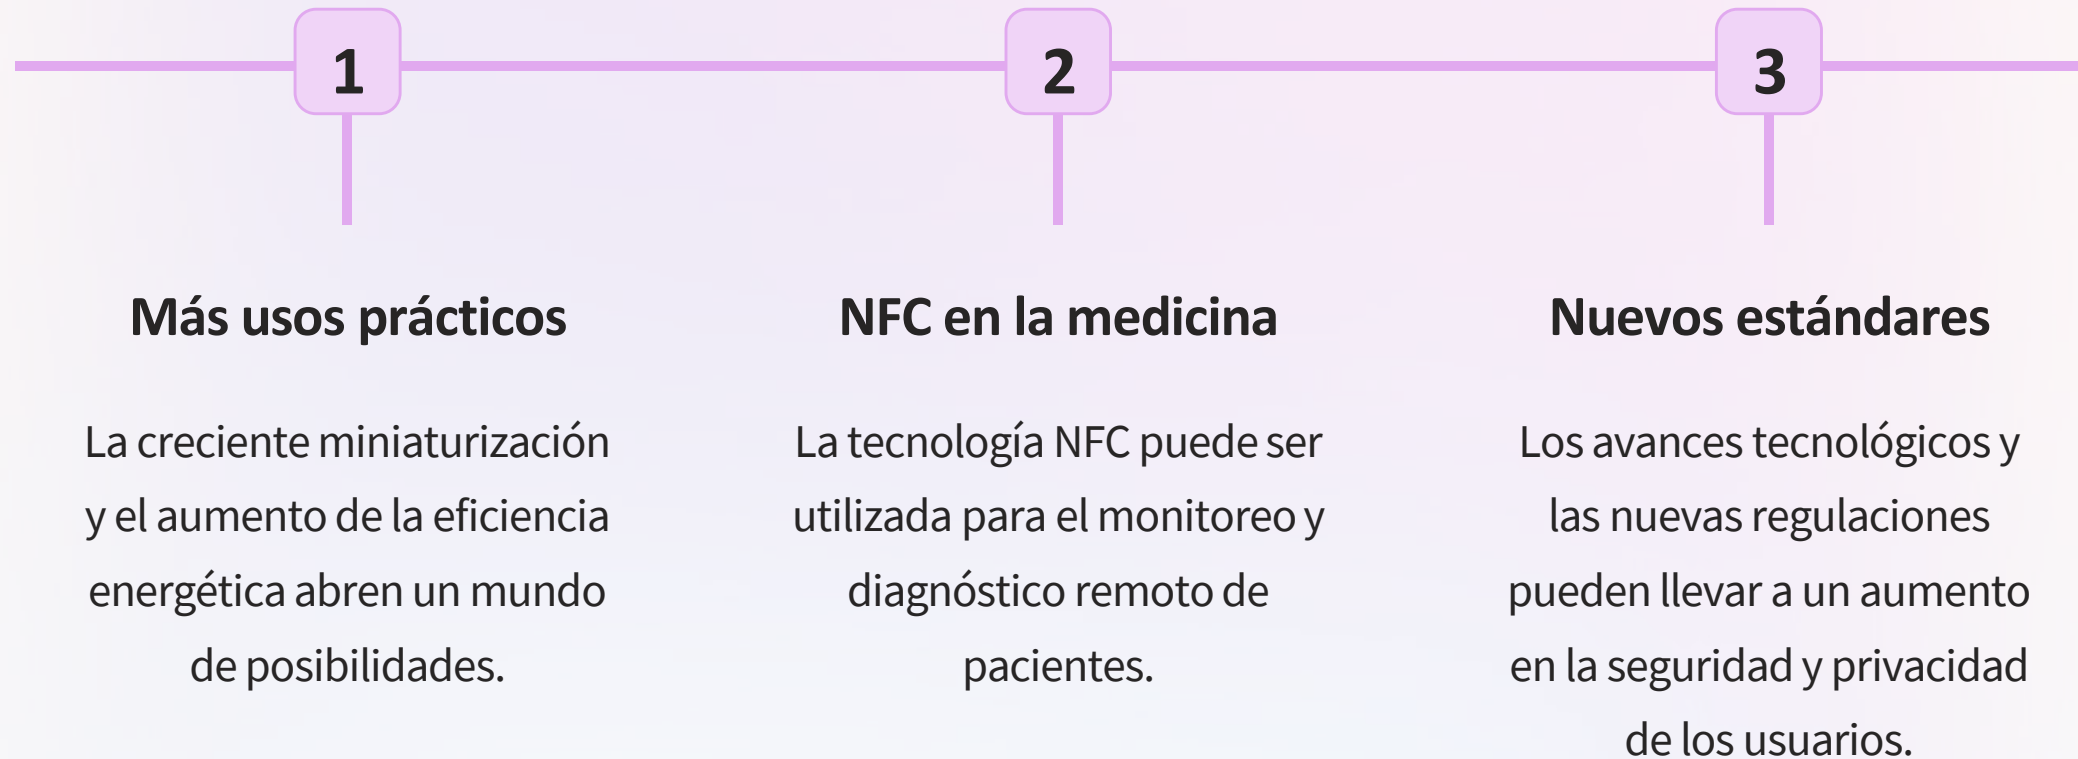 1
2
3
Más usos prácticos
La creciente miniaturización
y el aumento de la eficiencia
energética abren un mundo
de posibilidades.
NFC en la medicina
La tecnología NFC puede ser
utilizada para el monitoreo y
diagnóstico remoto de
pacientes.
Nuevos estándares
Los avances tecnológicos y
las nuevas regulaciones
pueden llevar a un aumento
en la seguridad y privacidad
de los usuarios.